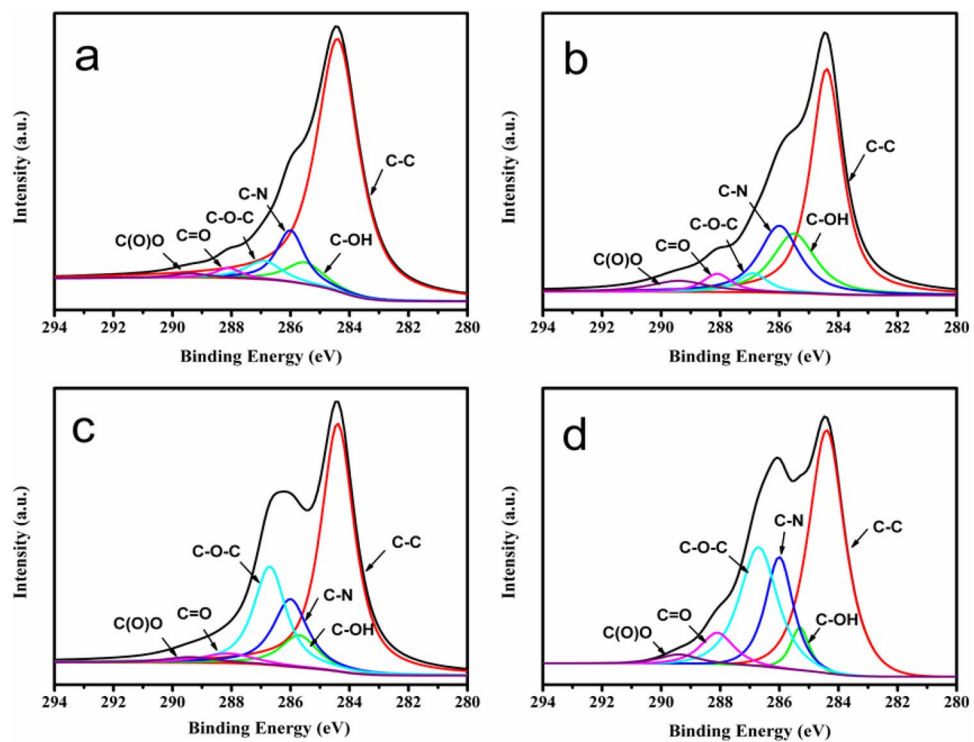 a
C-C
C-N
C-O-C
C=O
C(O)O
C-OH
Intensity (a.u.)
294 292 290 288 286 284 282 280
Binding Energy (eV)
b
C-C
C-N
C-O-C
C=O
C(O)O
C-OH
Intensity (a.u.)
294 292 290 288 286 284 282 280
Binding Energy (eV)
c
C-O-C
C-C
C-N
C=O
C(O)O
C-OH
Intensity (a.u.)
294 292 290 288 286 284 282 280
Binding Energy (eV)
d
C-N
C-C
C-O-C
C=O
C-OH
C(O)O
Intensity (a.u.)
294 292 290 288 286 284 282 280
Binding Energy (eV)